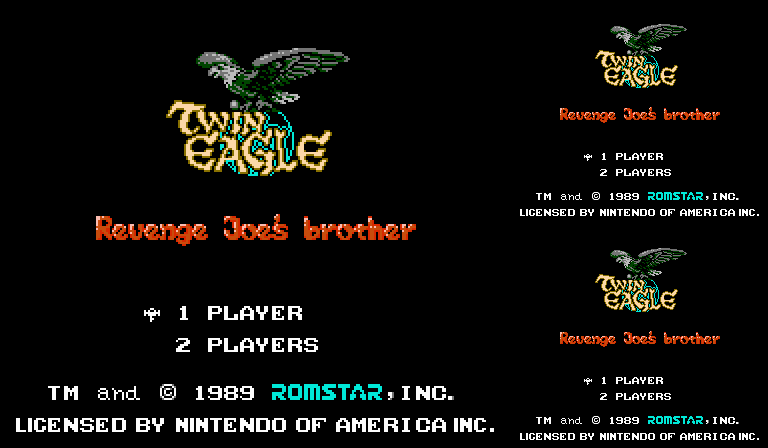 TWIN
EAGLE
Revenge Joe's brother
1 PLAYER
2 PLAYERS
TM and © 1989 ROMSTAR, INC.
LICENSED BY NINTENDO OF AMERICA INC.
TWIN
EAGLE
Revenge Joe's brother
1 PLAYER
2 PLAYERS
TM and © 1989 ROMSTAR, INC.
LICENSED BY NINTENDO OF AMERICA INC.
TWIN
EAGLE
Revenge Joe's brother
1 PLAYER
2 PLAYERS
TM and © 1989 ROMSTAR, INC.
LICENSED BY NINTENDO OF AMERICA INC.